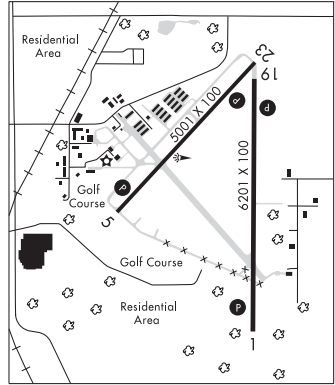 Residential
Area
23
19
P
P
5001 X 100
6201 X 100
P
Golf
Course
5
Golf Course
P
Residential
Area
1